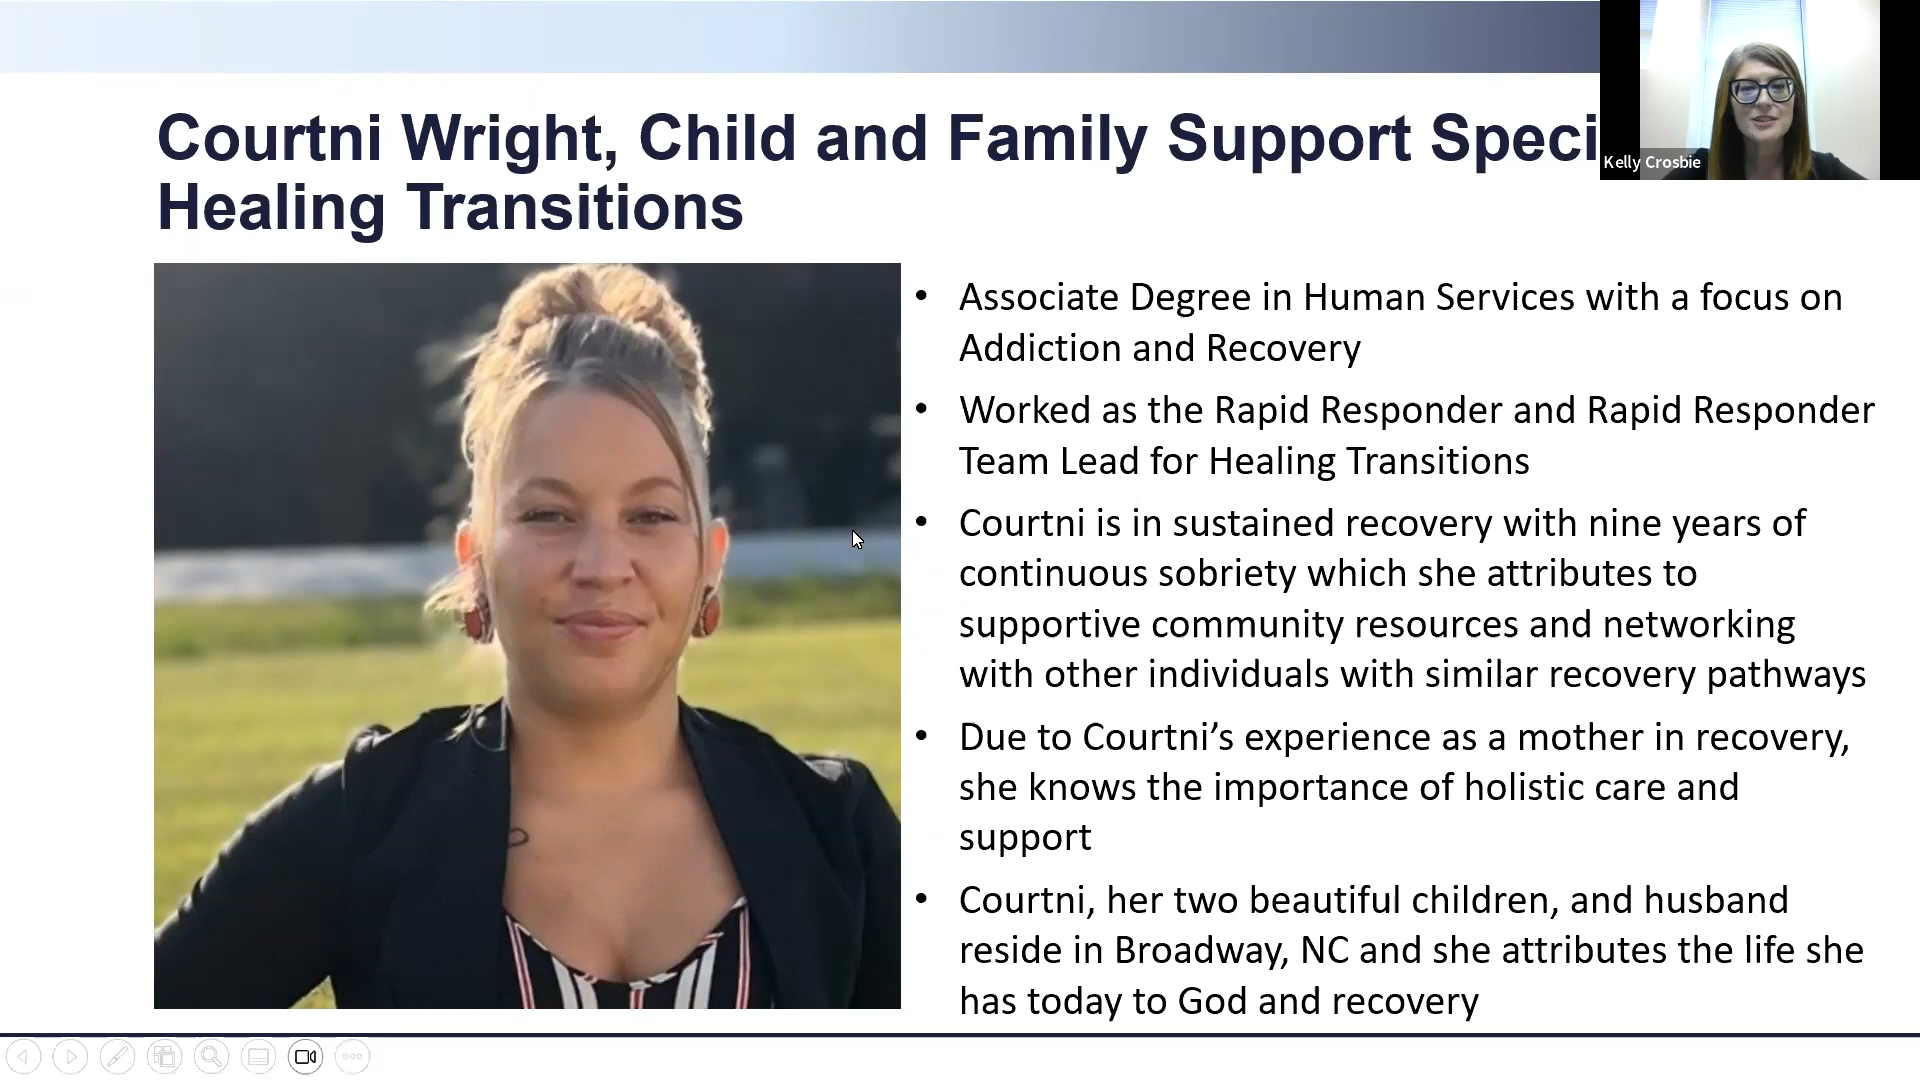 Courtni Wright, Child and Family Support Speci
Healing Transitions
Kelly Crosbie
• Associate Degree in Human Services with a focus on
Addiction and Recovery
• Worked as the Rapid Responder and Rapid Responder
Team Lead for Healing Transitions
• Courtni is in sustained recovery with nine years of
continuous sobriety which she attributes to
supportive community resources and networking
with other individuals with similar recovery pathways
• Due to Courtni’s experience as a mother in recovery,
she knows the importance of holistic care and
support
• Courtni, her two beautiful children, and husband
reside in Broadway, NC and she attributes the life she
has today to God and recovery